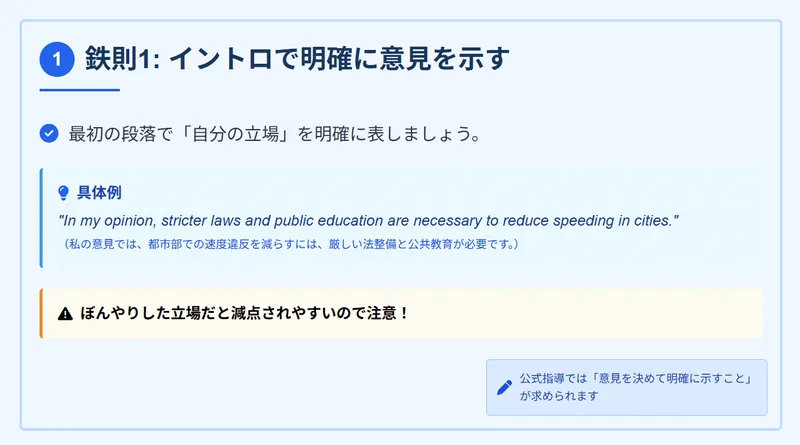 1 鉄則1: イントロで明確に意見を示す
最初の段落で「自分の立場」を明確に表しましょう。
具体例
"In my opinion, stricter laws and public education are necessary to reduce speeding in cities."
（私の意見では、都市部での速度違反を減らすには、厳しい法整備と公共教育が必要です。）
ぼんやりした立場だと減点されやすいので注意！
公式指導では「意見を決めて明確に示すこと」
が求められます